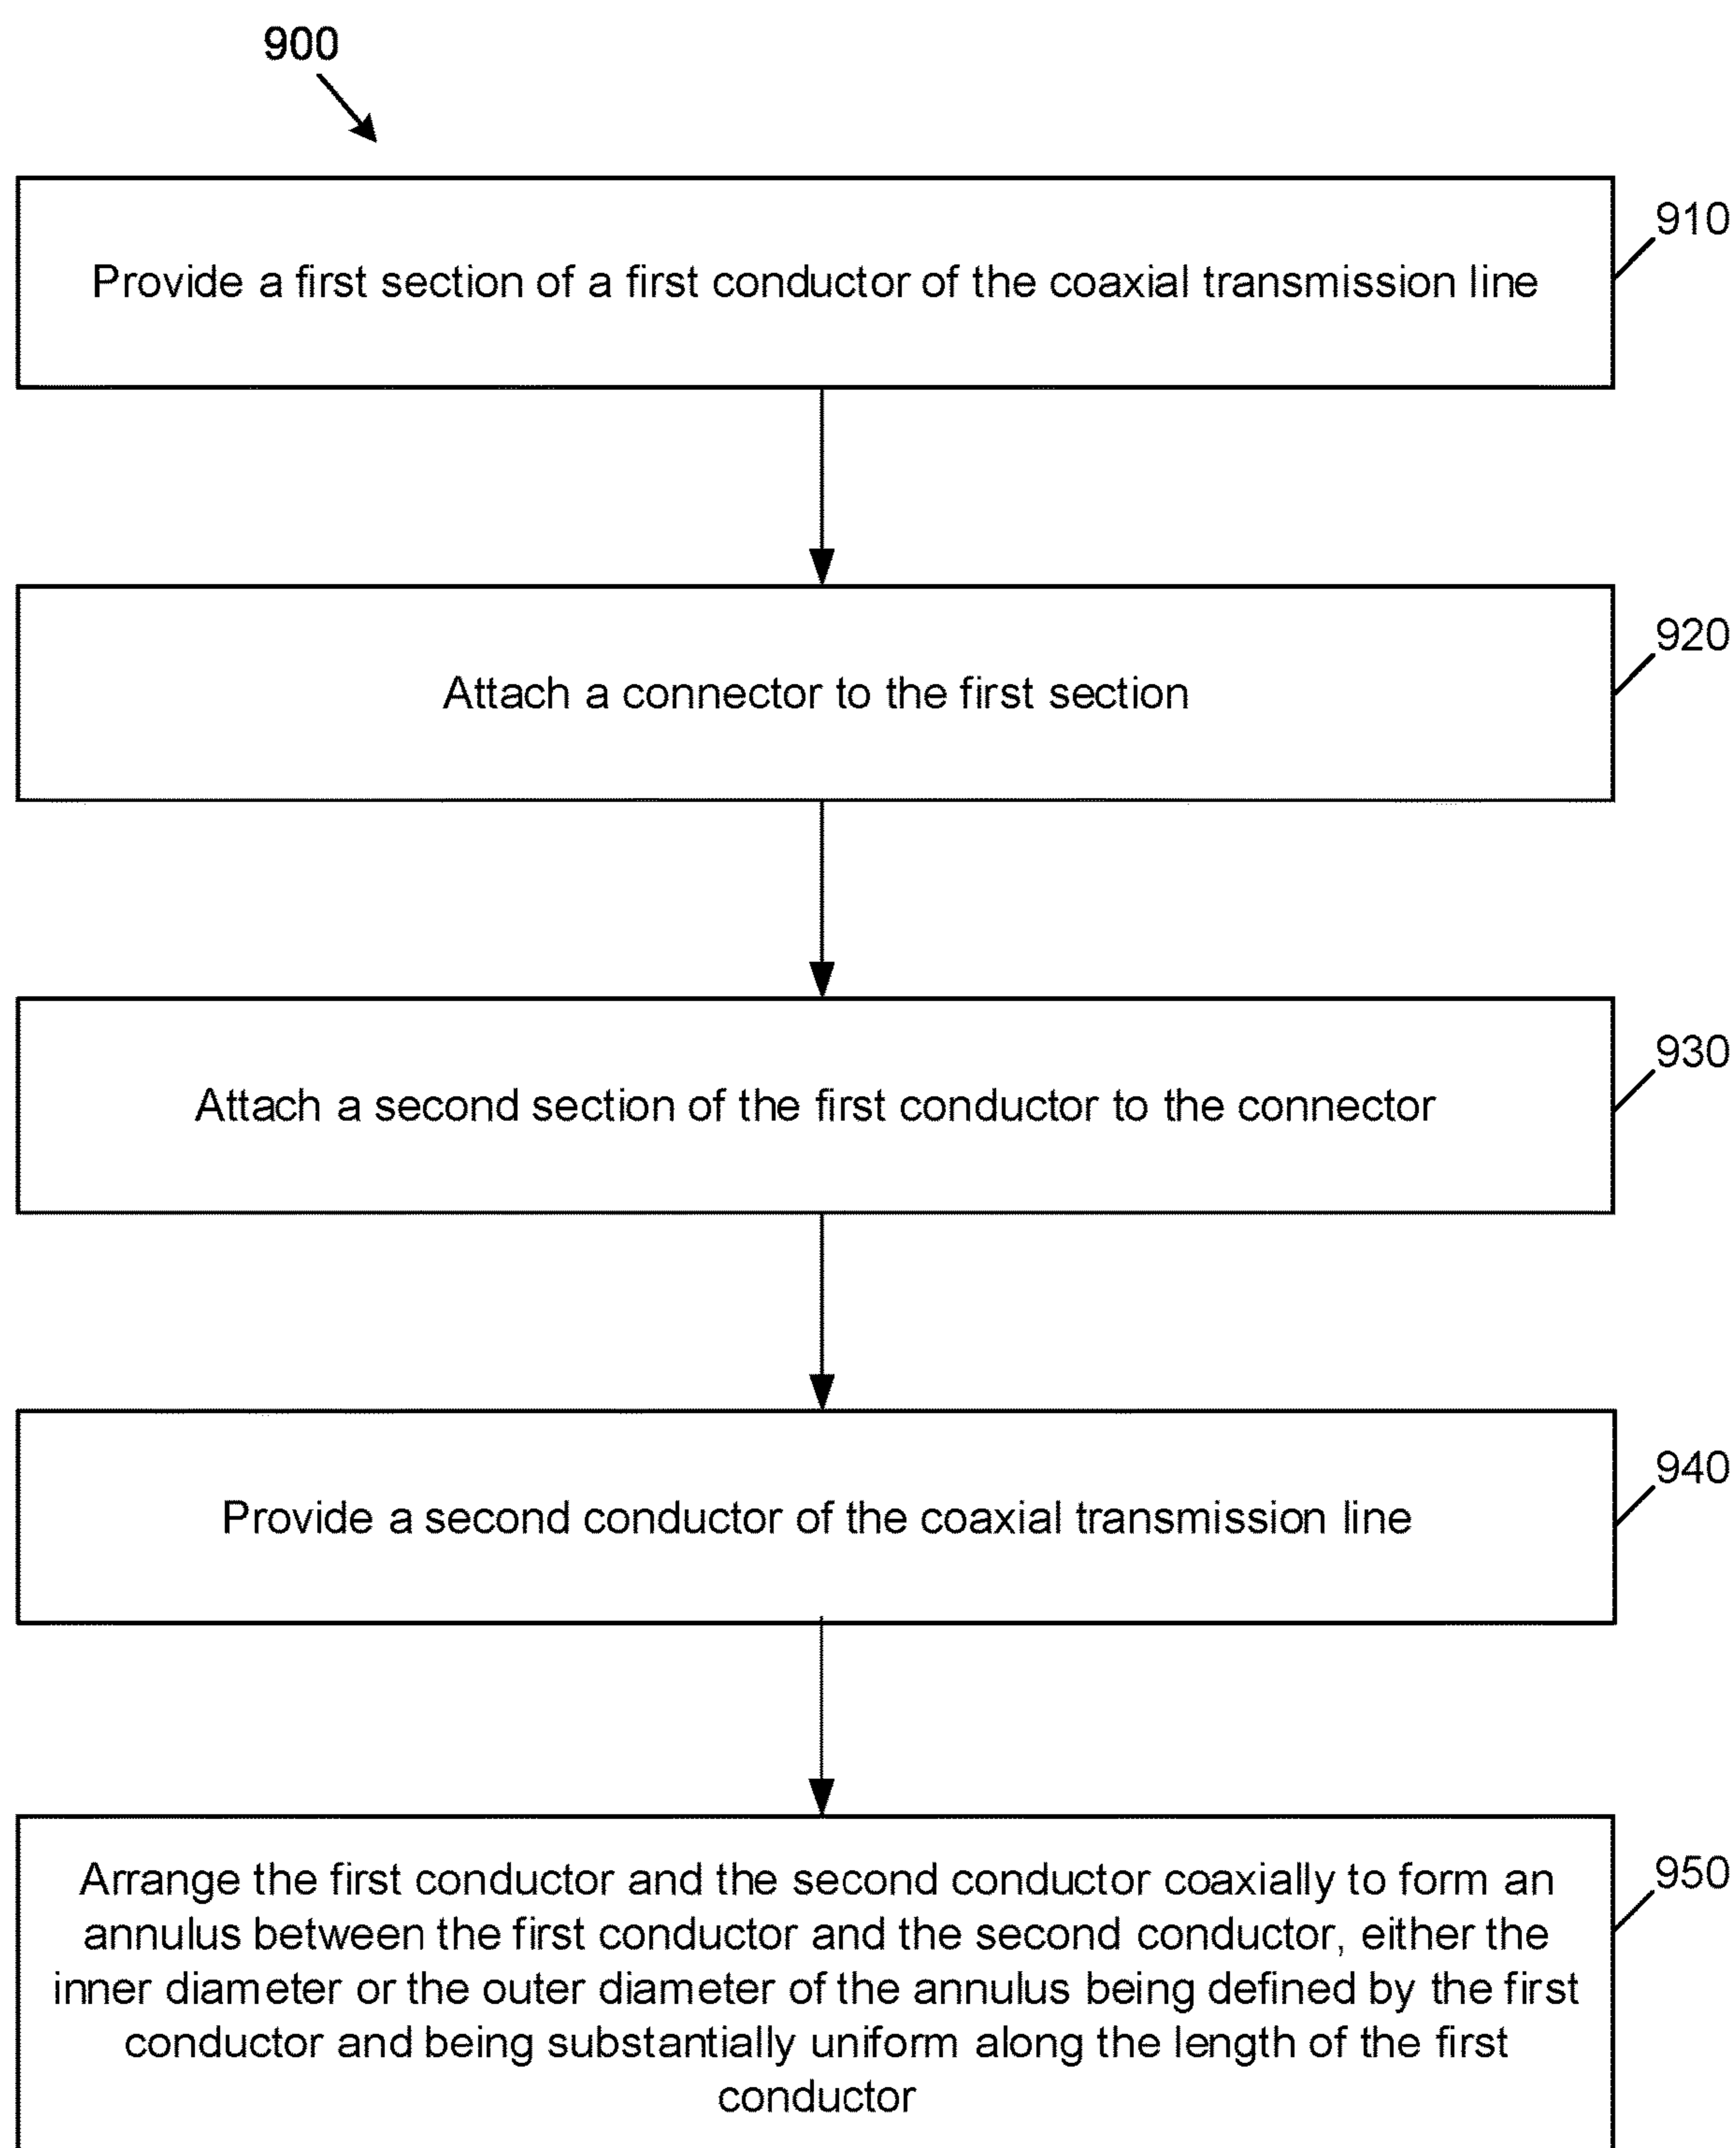 900
910
Provide a first section of a first conductor of the coaxial transmission line
920
Attach a connector to the first section
930
Attach a second section of the first conductor to the connector
940
Provide a second conductor of the coaxial transmission line
950
Arrange the first conductor and the second conductor coaxially to form an
annulus between the first conductor and the second conductor, either the
inner diameter or the outer diameter of the annulus being defined by the first
conductor and being substantially uniform along the length of the first
conductor